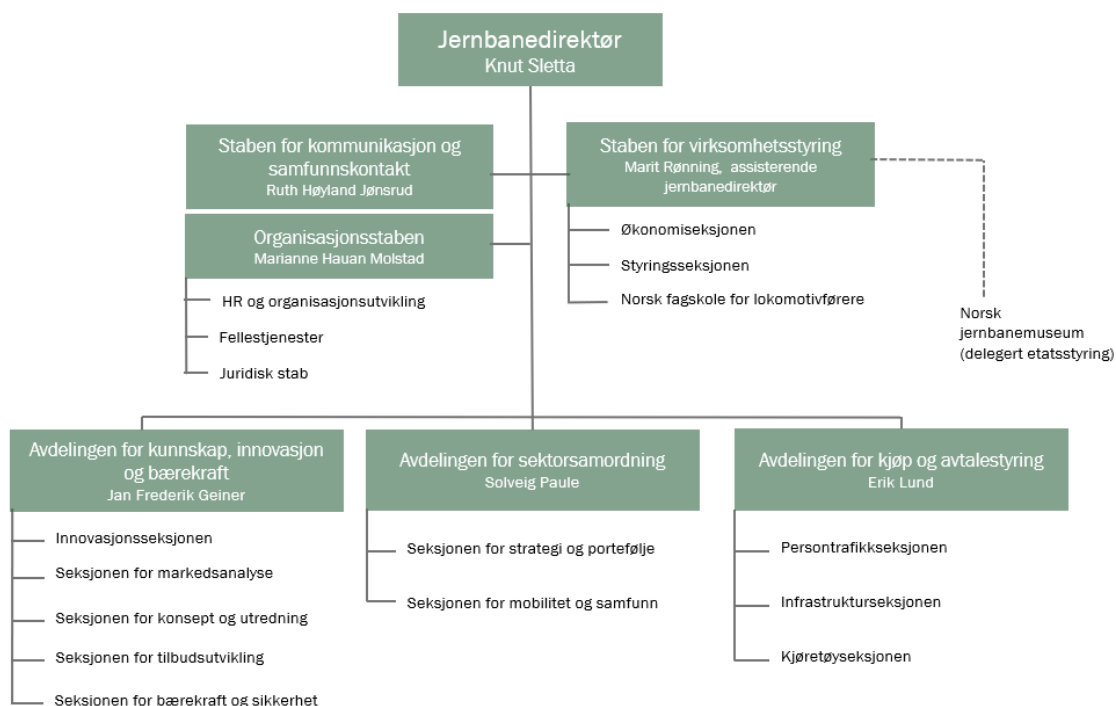 Jernbanedirektør
Knut Sletta
Staben for kommunikasjon og
samfunnskontakt
Ruth Høyland Jønsrud
Staben for virksomhetsstyring
Marit Rønning, assisterende
jernbanedirektør
Organisasjonsstaben
Marianne Hauan Molstad
HR og organisasjonsutvikling
Fellestjenester
Juridisk stab
Økonomiseksjonen
Styringsseksjonen
Norsk fagskole for lokomotivførere
Norsk
jernbanemuseum
(delegert etatsstyring)
Avdelingen for kunnskap, innovasjon
og bærekraft
Jan Frederik Geiner
Innovasjonsseksjonen
Seksjonen for markedsanalyse
Seksjonen for konsept og utredning
Seksjonen for tilbudsutvikling
Seksjonen for bærekraft og sikkerhet
Avdelingen for sektorsamordning
Solveig Paule
Seksjonen for strategi og portefølje
Seksjonen for mobilitet og samfunn
Avdelingen for kjøp og avtalestyring
Erik Lund
Persontrafikkseksjonen
Infrastrukturseksjonen
Kjøretøyseksjonen